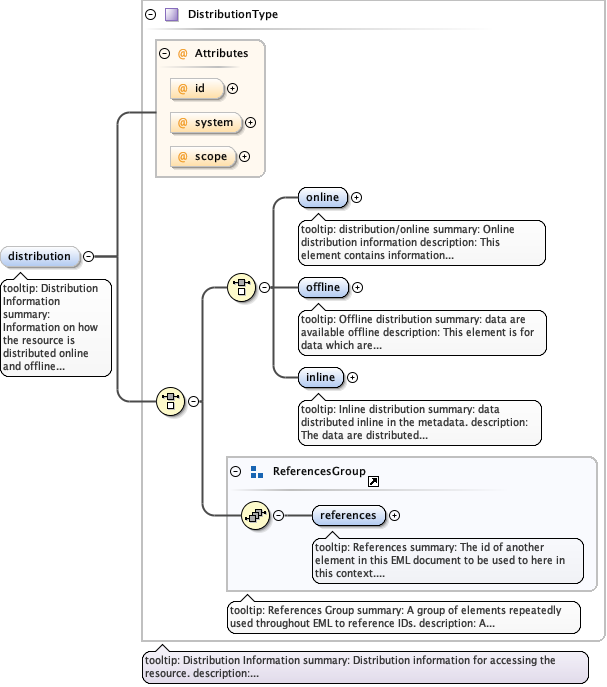 DistributionType
@ Attributes
@ id
@ system
@ scope
distribution
tooltip: Distribution
Information
summary:
Information on how
the resource is
distributed online
and offline...
online
tooltip: distribution/online summary: Online
distribution information description: This
element contains information...
offline
tooltip: Offline distribution summary: data are
available offline description: This element is for
data which are...
inline
tooltip: Inline distribution summary: data
distributed inline in the metadata. description:
The data are distributed...
ReferencesGroup
references
tooltip: References summary: The id of another
element in this EML document to be used to here in
this context....
tooltip: References Group summary: A group of elements repeatedly
used throughout EML to reference IDs. description: A...
tooltip: Distribution Information summary: Distribution information for accessing the
resource. description:...